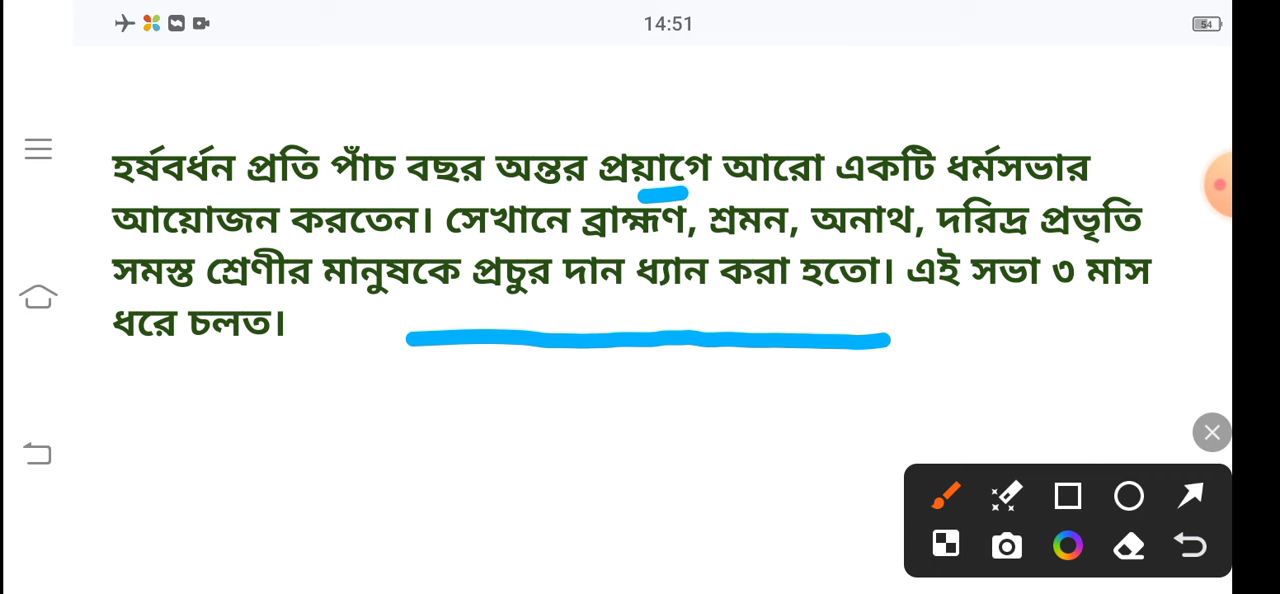 14:51
54
হর্ষবর্ধন প্রতি পাঁচ বছর অন্তর প্রয়াগে আরো একটি ধর্মসভার
আয়োজন করতেন। সেখানে ব্রাহ্মণ, শ্রমন, অনাথ, দরিদ্র প্রভৃতি
সমস্ত শ্রেণীর মানুষকে প্রচুর দান ধ্যান করা হতো। এই সভা ৩ মাস
ধরে চলত।